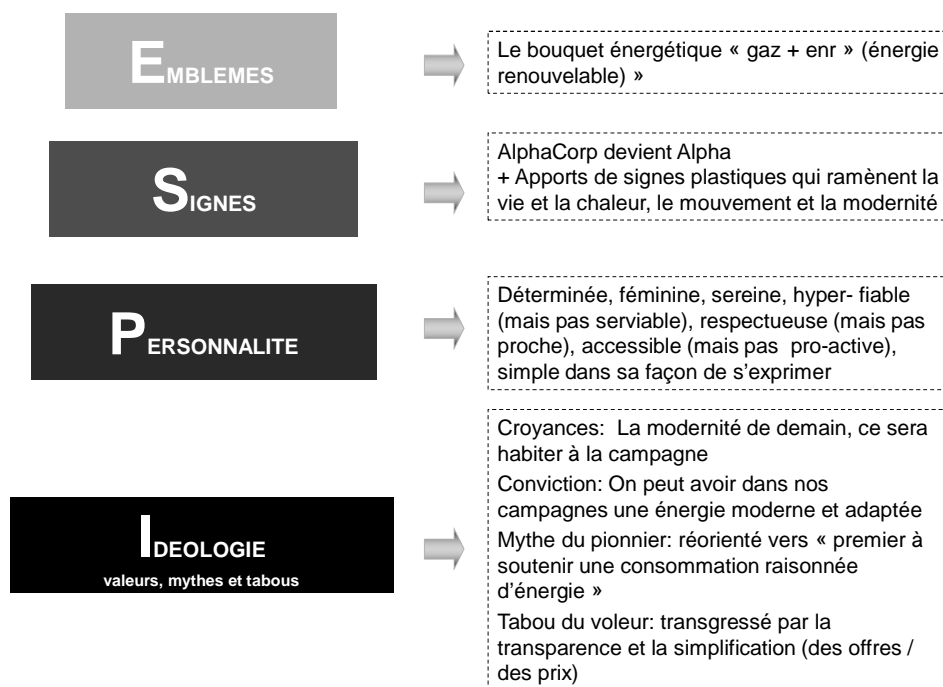 EMBLEMES
Le bouquet énergétique « gaz + enr » (énergie
renouvelable) »
SIGNES
AlphaCorp devient Alpha
+ Apports de signes plastiques qui ramènent la
vie et la chaleur, le mouvement et la modernité
PERSONNALITE
Déterminée, féminine, sereine, hyper- fiable
(mais pas serviable), respectueuse (mais pas
proche), accessible (mais pas pro-active),
simple dans sa façon de s’exprimer
IDEOLOGIE
valeurs, mythes et tabous
Croyances: La modernité de demain, ce sera
habiter à la campagne
Conviction: On peut avoir dans nos
campagnes une énergie moderne et adaptée
Mythe du pionnier: réorienté vers « premier à
soutenir une consommation raisonnée
d’énergie »
Tabou du voleur: transgressé par la
transparence et la simplification (des offres /
des prix)